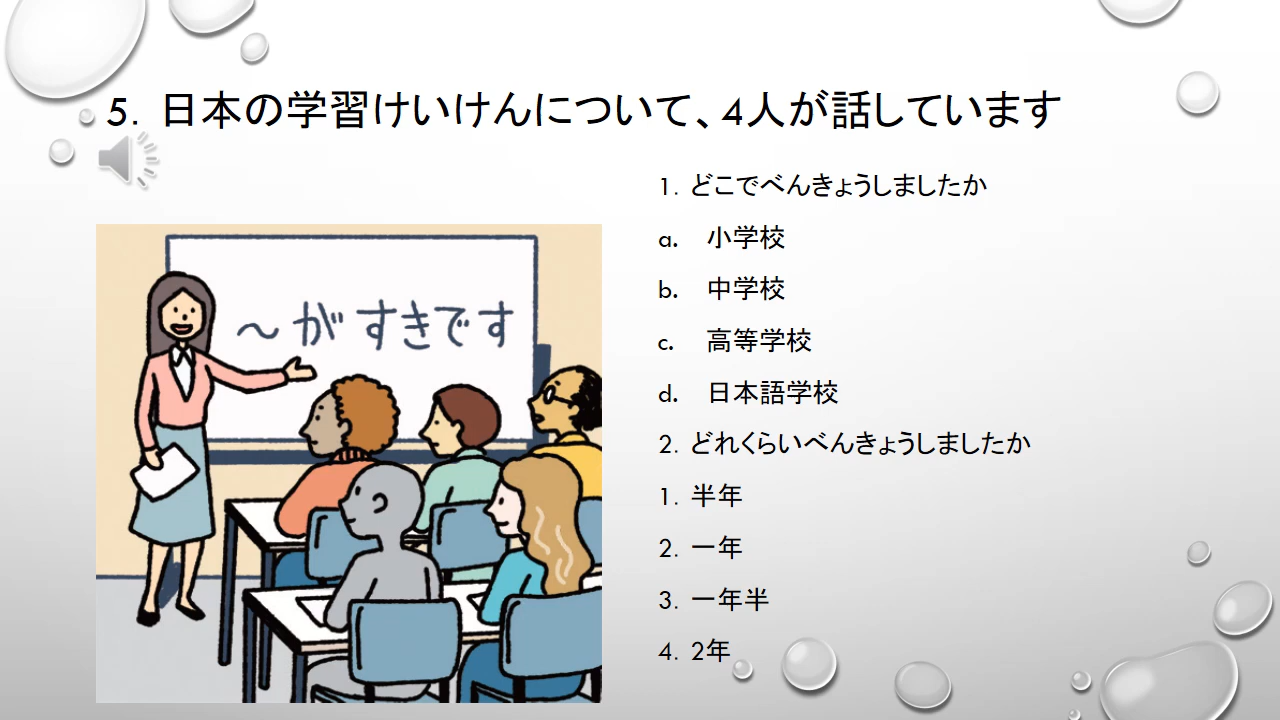 5. 日本の学習けいけんについて、4人が話しています
～がすきです
1. どこでべんきょうしましたか
a. 小学校
b. 中学校
c. 高等学校
d. 日本語学校
2. どれくらいべんきょうしましたか
1. 半年
2. 一年
3. 一年半
4. 2年